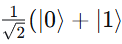 1/√2(|0⟩ + |1⟩